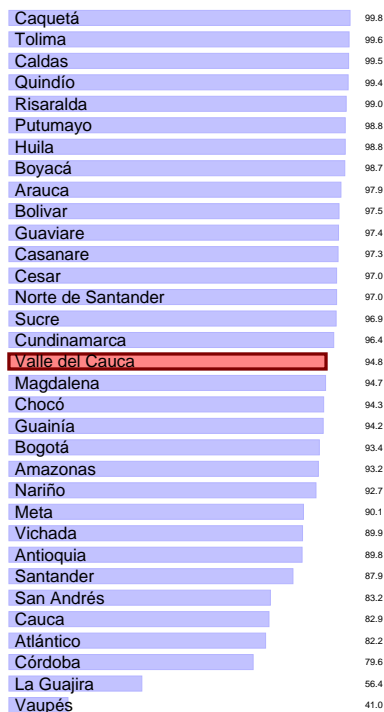 Caquetá 99.8
Tolima 99.6
Caldas 99.5
Quindío 99.4
Risaralda 99.0
Putumayo 98.8
Huila 98.8
Boyacá 98.7
Arauca 97.9
Bolivar 97.5
Guaviare 97.4
Casanare 97.3
Cesar 97.0
Norte de Santander 97.0
Sucre 96.9
Cundinamarca 96.4
Valle del Cauca 94.8
Magdalena 94.7
Chocó 94.3
Guainía 94.2
Bogotá 93.4
Amazonas 93.2
Nariño 92.7
Meta 90.1
Vichada 89.9
Antioquia 89.8
Santander 87.9
San Andrés 83.2
Cauca 82.9
Atlántico 82.2
Córdoba 79.6
La Guajira 56.4
Vaupés 41.0